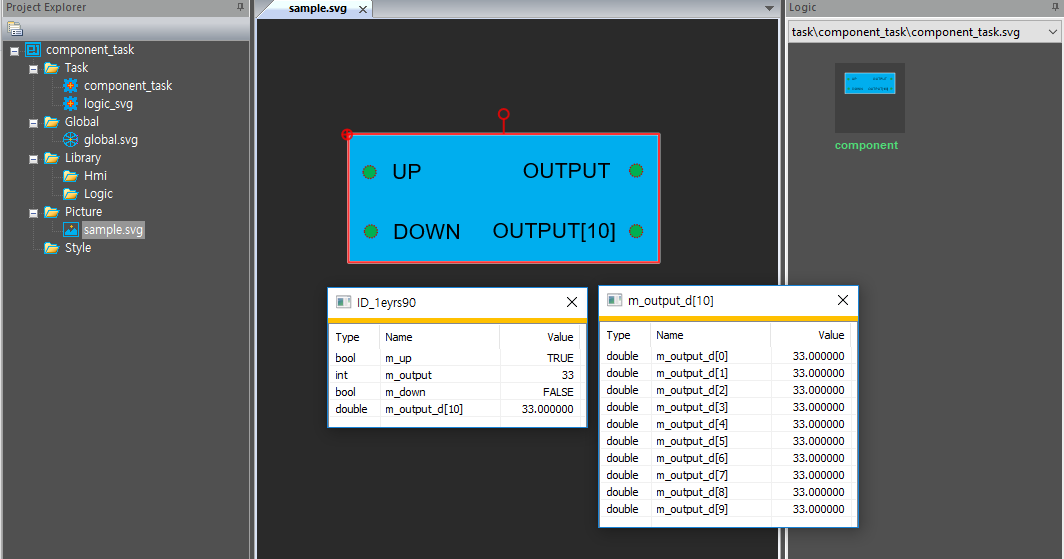 Project Explorer
component_task
Task
component_task
logic_svg
Global
global.svg
Library
Hmi
Logic
Picture
sample.svg
Style
sample.svg
UP
OUTPUT
DOWN
OUTPUT[10]
ID_1eyrs90
Type Name Value
bool m_up TRUE
int m_output 33
bool m_down FALSE
double m_output_d[10] 33.000000
m_output_d[10]
Type Name Value
double m_output_d[0] 33.000000
double m_output_d[1] 33.000000
double m_output_d[2] 33.000000
double m_output_d[3] 33.000000
double m_output_d[4] 33.000000
double m_output_d[5] 33.000000
double m_output_d[6] 33.000000
double m_output_d[7] 33.000000
double m_output_d[8] 33.000000
double m_output_d[9] 33.000000
Logic
task\component_task\component_task.svg
component